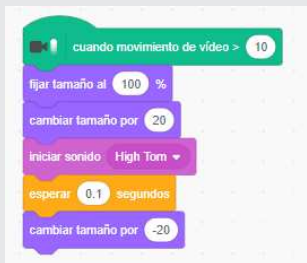 cuando movimiento de vídeo > 10
fijar tamaño al 100 %
cambiar tamaño por 20
iniciar sonido High Tom
esperar 0.1 segundos
cambiar tamaño por -20